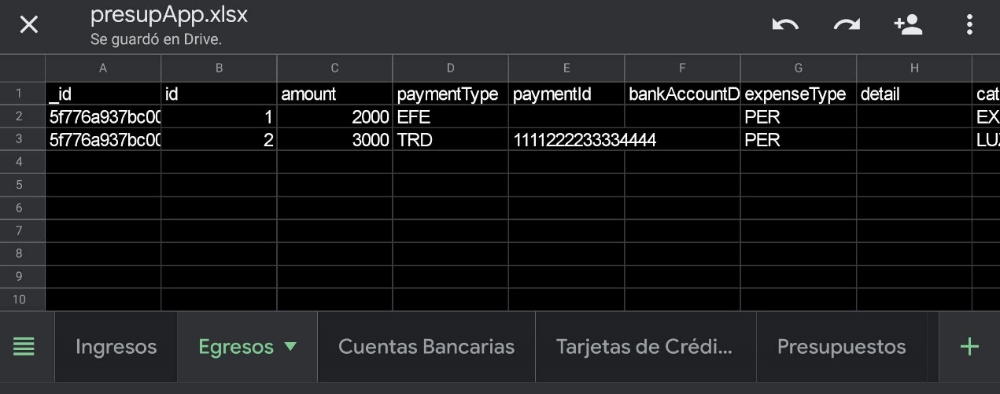 presupApp.xlsx
Se guardó en Drive.
A B C D E F G H
1 _id id amount paymentType paymentId bankAccountD expenseType detail cat
2 5f776a937bc00 1 2000 EFE PER EX
3 5f776a937bc00 2 3000 TRD 1111222233334444 PER LUZ
4
5
6
7
8
9
10
Ingresos Egresos Cuentas Bancarias Tarjetas de Crédi... Presupuestos